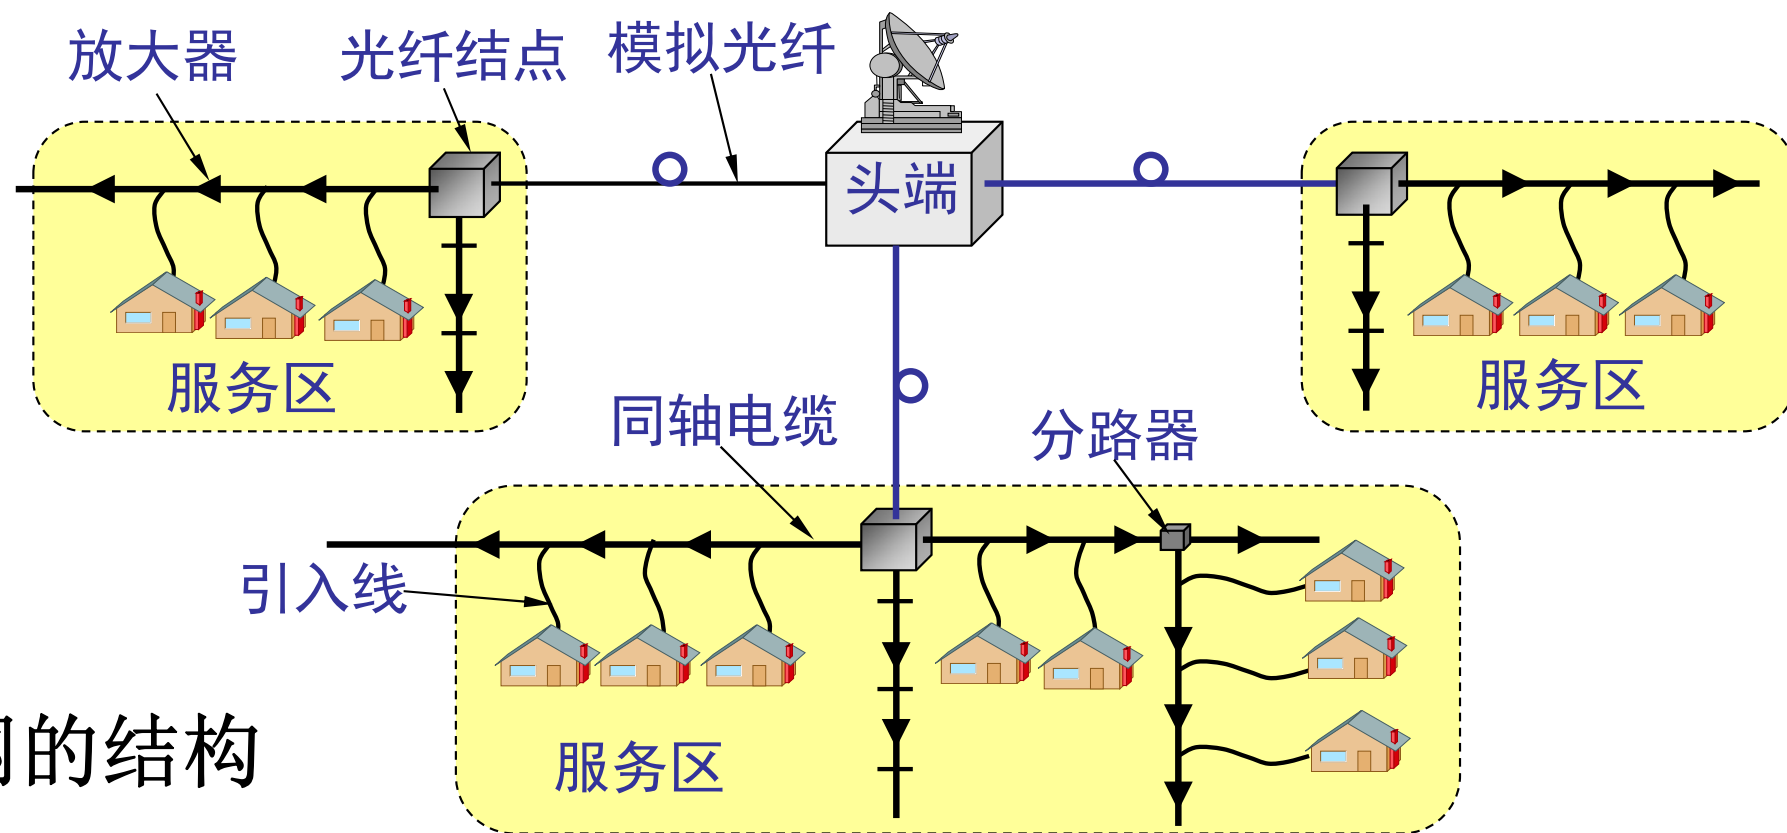 放大器
光纤结点
模拟光纤
头端
服务区
服务区
同轴电缆
分路器
引入线
服务区
的结构